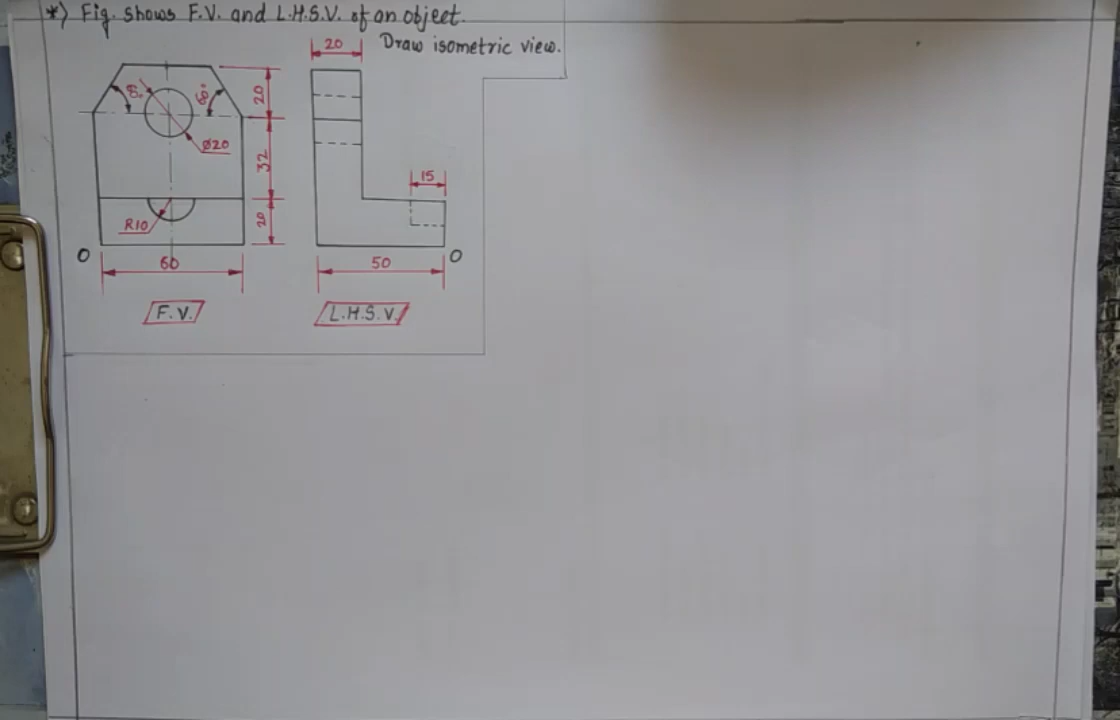 *) Fig. shows F.V. and L.H.S.V. of an object.
Draw isometric view.
20
60°
60°
20
Ø20
32
15
R10
20
O
O
60
50
F.V.
L.H.S.V.